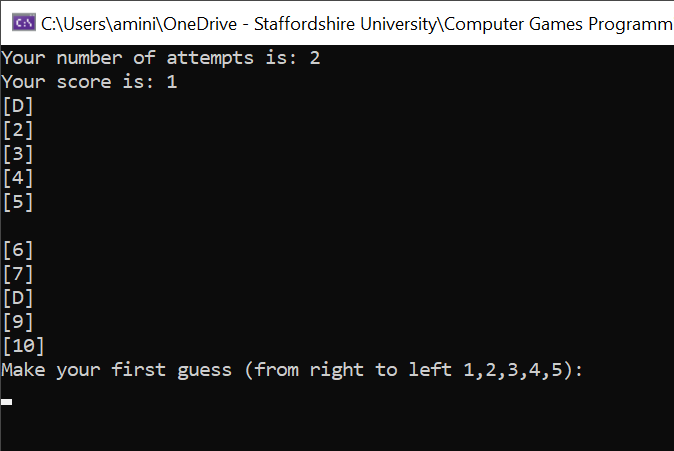 C:\Users\amini\OneDrive - Staffordshire University\Computer Games Programm
Your number of attempts is: 2
Your score is: 1
[D]
[2]
[3]
[4]
[5]
[6]
[7]
[D]
[9]
[10]
Make your first guess (from right to left 1,2,3,4,5):